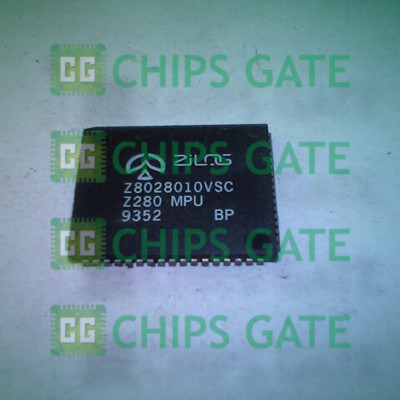 CG CHIPS GATE
CG CHIPS GATE
ZiLOG
Z8028010VSC
Z280 MPU
9352 BP
CG CHIPS GATE
CG CHIPS GATE